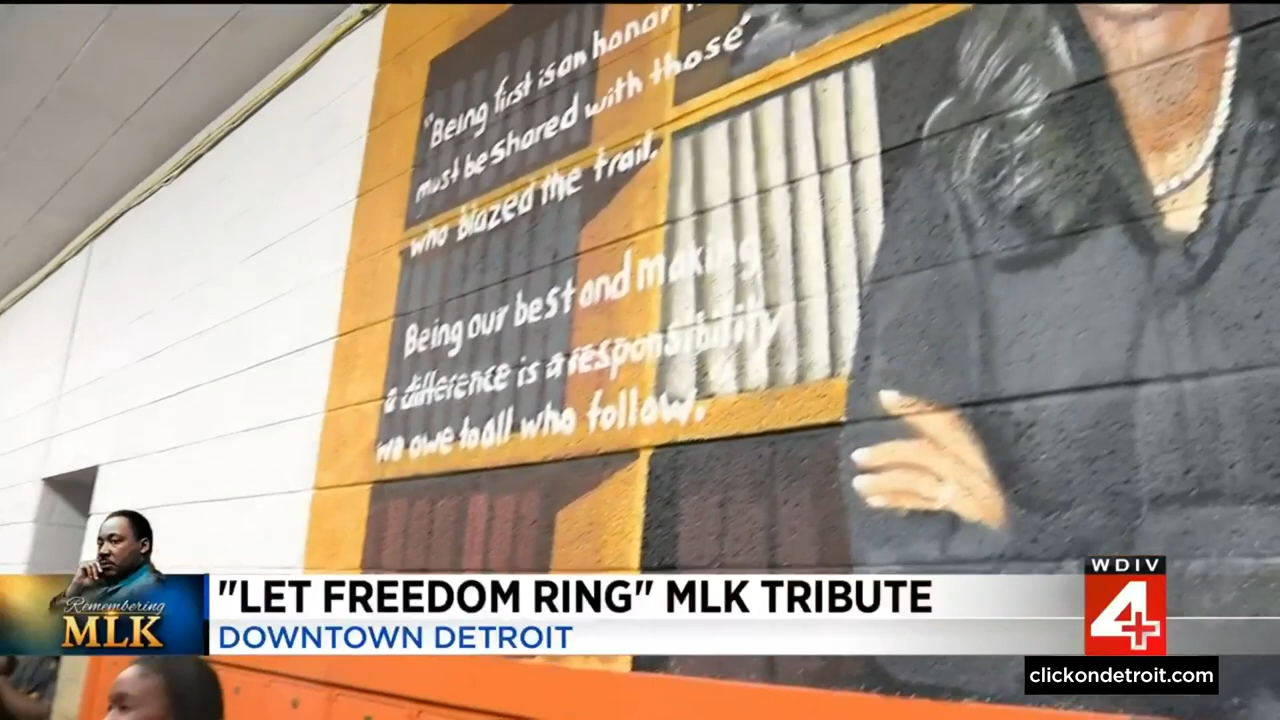 "Being first is an honor
must be shared with those"
who blazed the trail.
Being our best and making
a difference is a responsibility
we owe to all who follow.
Remembering
MLK
"LET FREEDOM RING" MLK TRIBUTE
DOWNTOWN DETROIT
WDIV
4+
clickondetroit.com